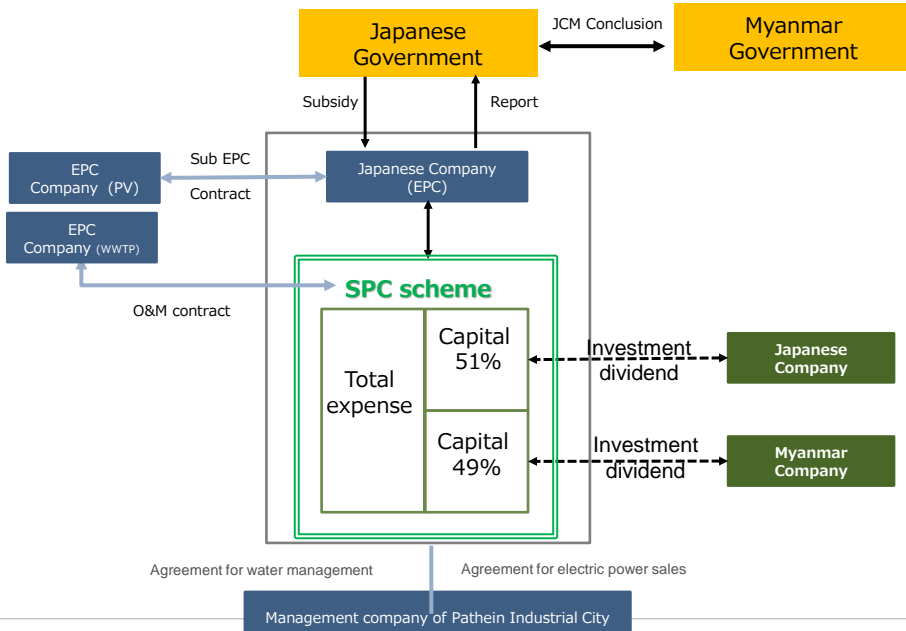 Japanese
Government
JCM Conclusion
Myanmar
Government
Subsidy
Report
EPC
Company (PV)
Sub EPC
Contract
Japanese Company
(EPC)
EPC
Company (WWTP)
O&M contract
SPC scheme
Total
expense
Capital
51%
Capital
49%
Investment
dividend
Japanese
Company
Investment
dividend
Myanmar
Company
Agreement for water management
Agreement for electric power sales
Management company of Pathein Industrial City